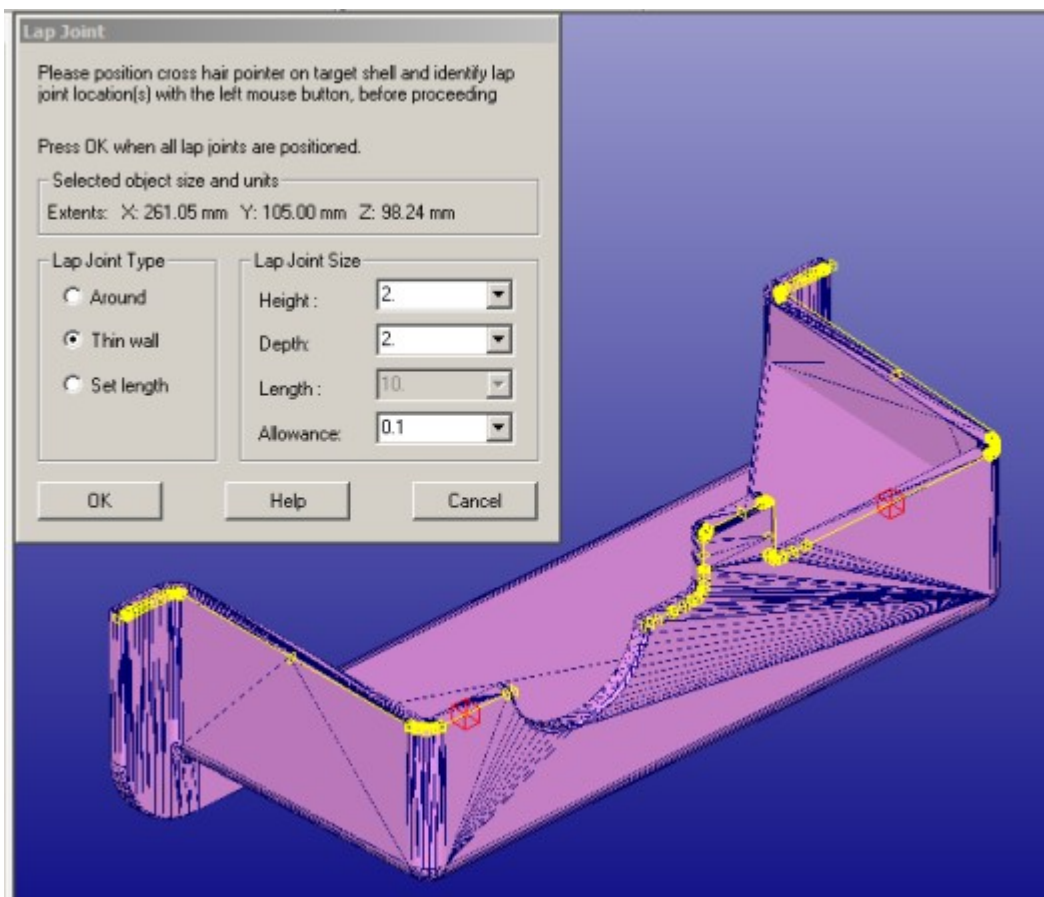 Lap Joint
Please position cross hair pointer on target shell and identify lap
joint location(s) with the left mouse button, before proceeding
Press OK when all lap joints are positioned.
Selected object size and units
Extents: X: 261.05 mm Y: 105.00 mm Z: 98.24 mm
Lap Joint Type
Around
Thin wall
Set length
Lap Joint Size
Height : 2.
Depth: 2.
Length : 10.
Allowance: 0.1
OK Help Cancel